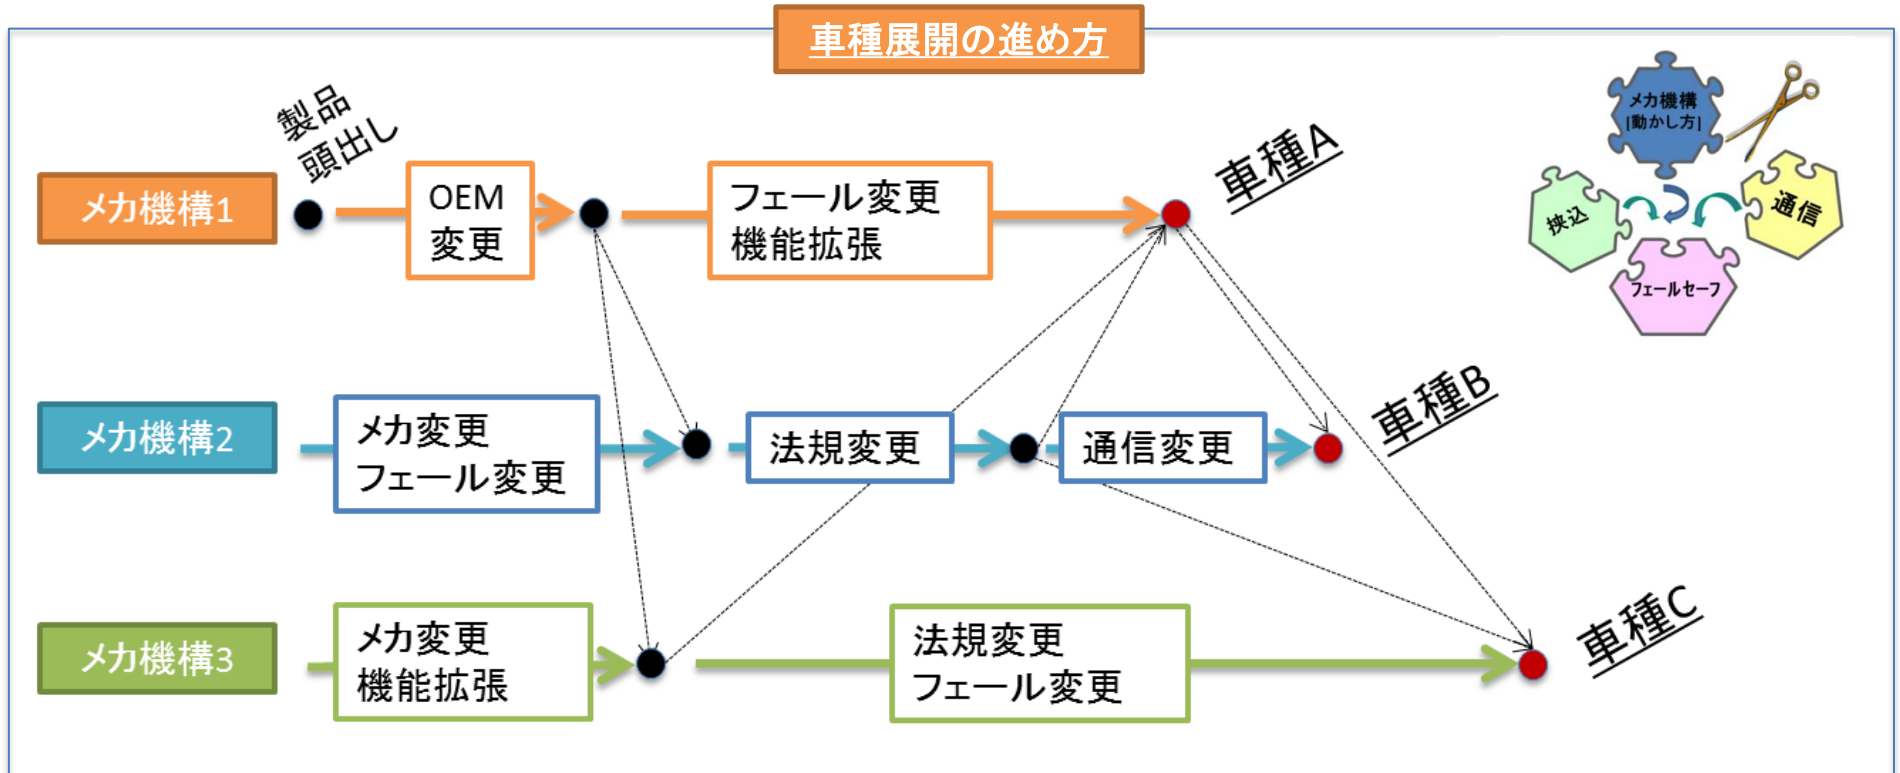 車種展開の進め方
製品
頭出し
メカ機構1
OEM
変更
フェール変更
機能拡張
車種A
メカ機構
[動かし方]
挟込
通信
フェールセーフ
メカ機構2
メカ変更
フェール変更
法規変更
通信変更
車種B
メカ機構3
メカ変更
機能拡張
法規変更
フェール変更
車種C